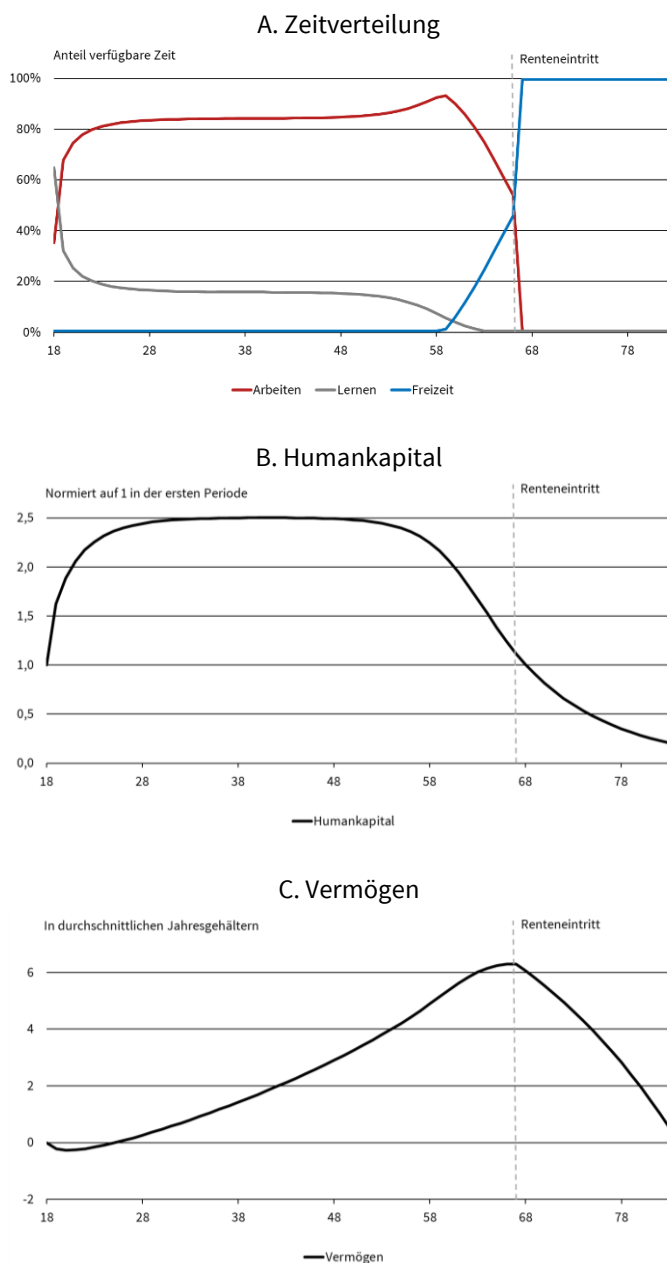 A. Zeitverteilung
Anteil verfügbare Zeit
Renteneintritt
100%
80%
60%
40%
20%
0%
18 28 38 48 58 68 78
Arbeiten Lernen Freizeit
B. Humankapital
Normiert auf 1 in der ersten Periode
Renteneintritt
2,5
2,0
1,5
1,0
0,5
0,0
18 28 38 48 58 68 78
Humankapital
C. Vermögen
In durchschnittlichen Jahresgehältern
Renteneintritt
6
4
2
0
-2
18 28 38 48 58 68 78
Vermögen